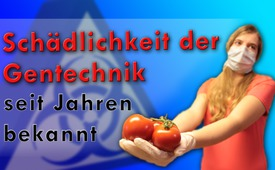 Schädlichkeit der
Gentechnik
seit Jahren
bekannt